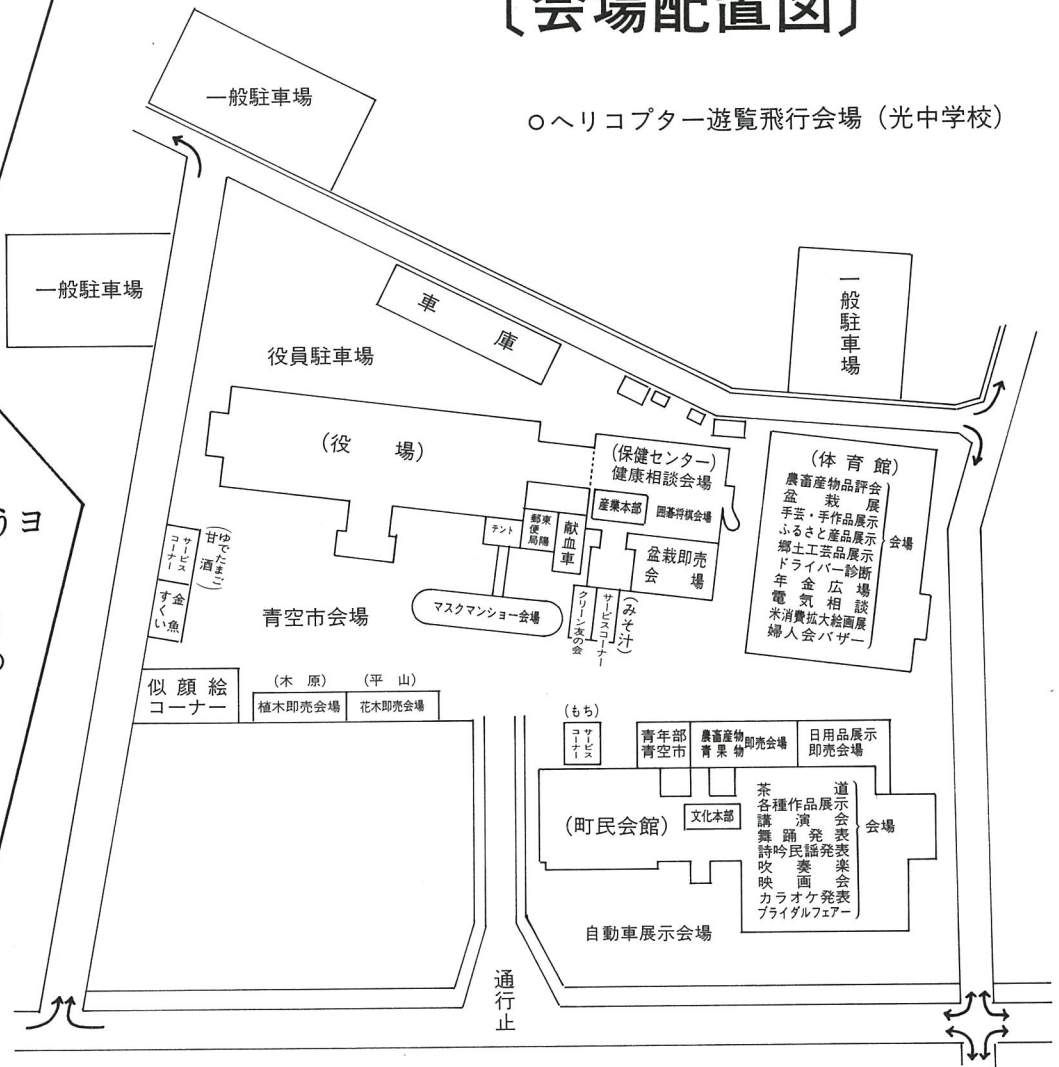 〔会場配置図〕
○ヘリコプター遊覧飛行会場（光中学校）
一般駐車場
一般駐車場
一般駐車場
車庫
役員駐車場
（役場）
（保健センター）
健康相談会場
産業本部
囲碁将棋会場
テント
東陽
郵便局
献血車
盆栽即売
会場
（体育館）
農畜産物品評会
盆栽展
手芸・手作品展示
ふるさと産品展示
郷土工芸品展示
ドライバー診断
年金広場
電気相談
米消費拡大絵画展
婦人会バザー
会場
（ゆでたまご
甘酒）
サービス
コーナー
金魚
すくい
青空市会場
マスクマンショー会場
クリーン友の会
サービスコーナー
（みそ汁）
似顔絵
コーナー
（木原）
植木即売会場
（平山）
花木即売会場
（もち）
サービス
コーナー
青年部
青空市
農畜産物
青果物
即売会場
日用品展示
即売会場
（町民会館）
文化本部
茶道
各種作品展示
講演会
舞踊発表
詩吟民謡発表
吹奏楽
映画会
カラオケ発表
ブライダルフェアー
会場
自動車展示会場
通行止
うヨ